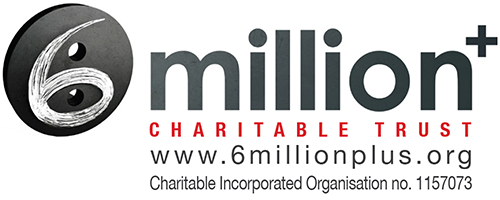 6 million+
CHARITABLE TRUST
www.6millionplus.org
Charitable Incorporated Organisation no. 1157073